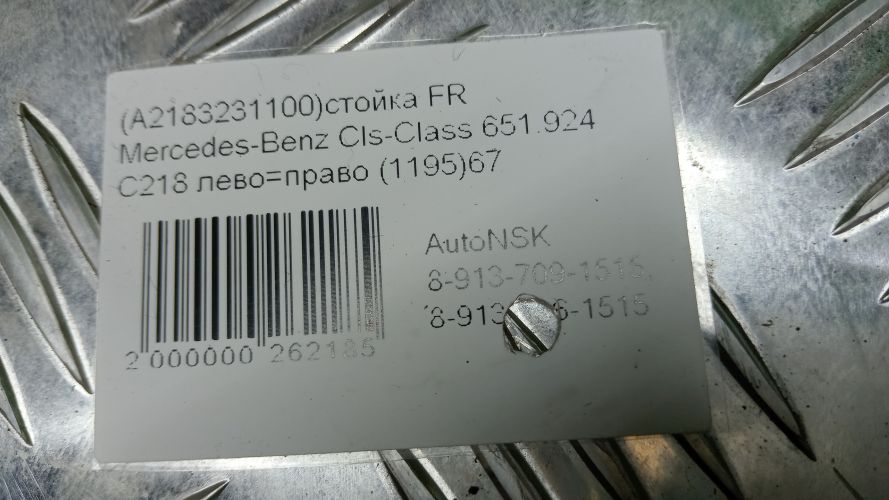 (A2183231100)стойка FR
Mercedes-Benz Cls-Class 651.924
C218 лево=право (1195)67
AutoNSK
8-913-709-1515,
2 000000 262185